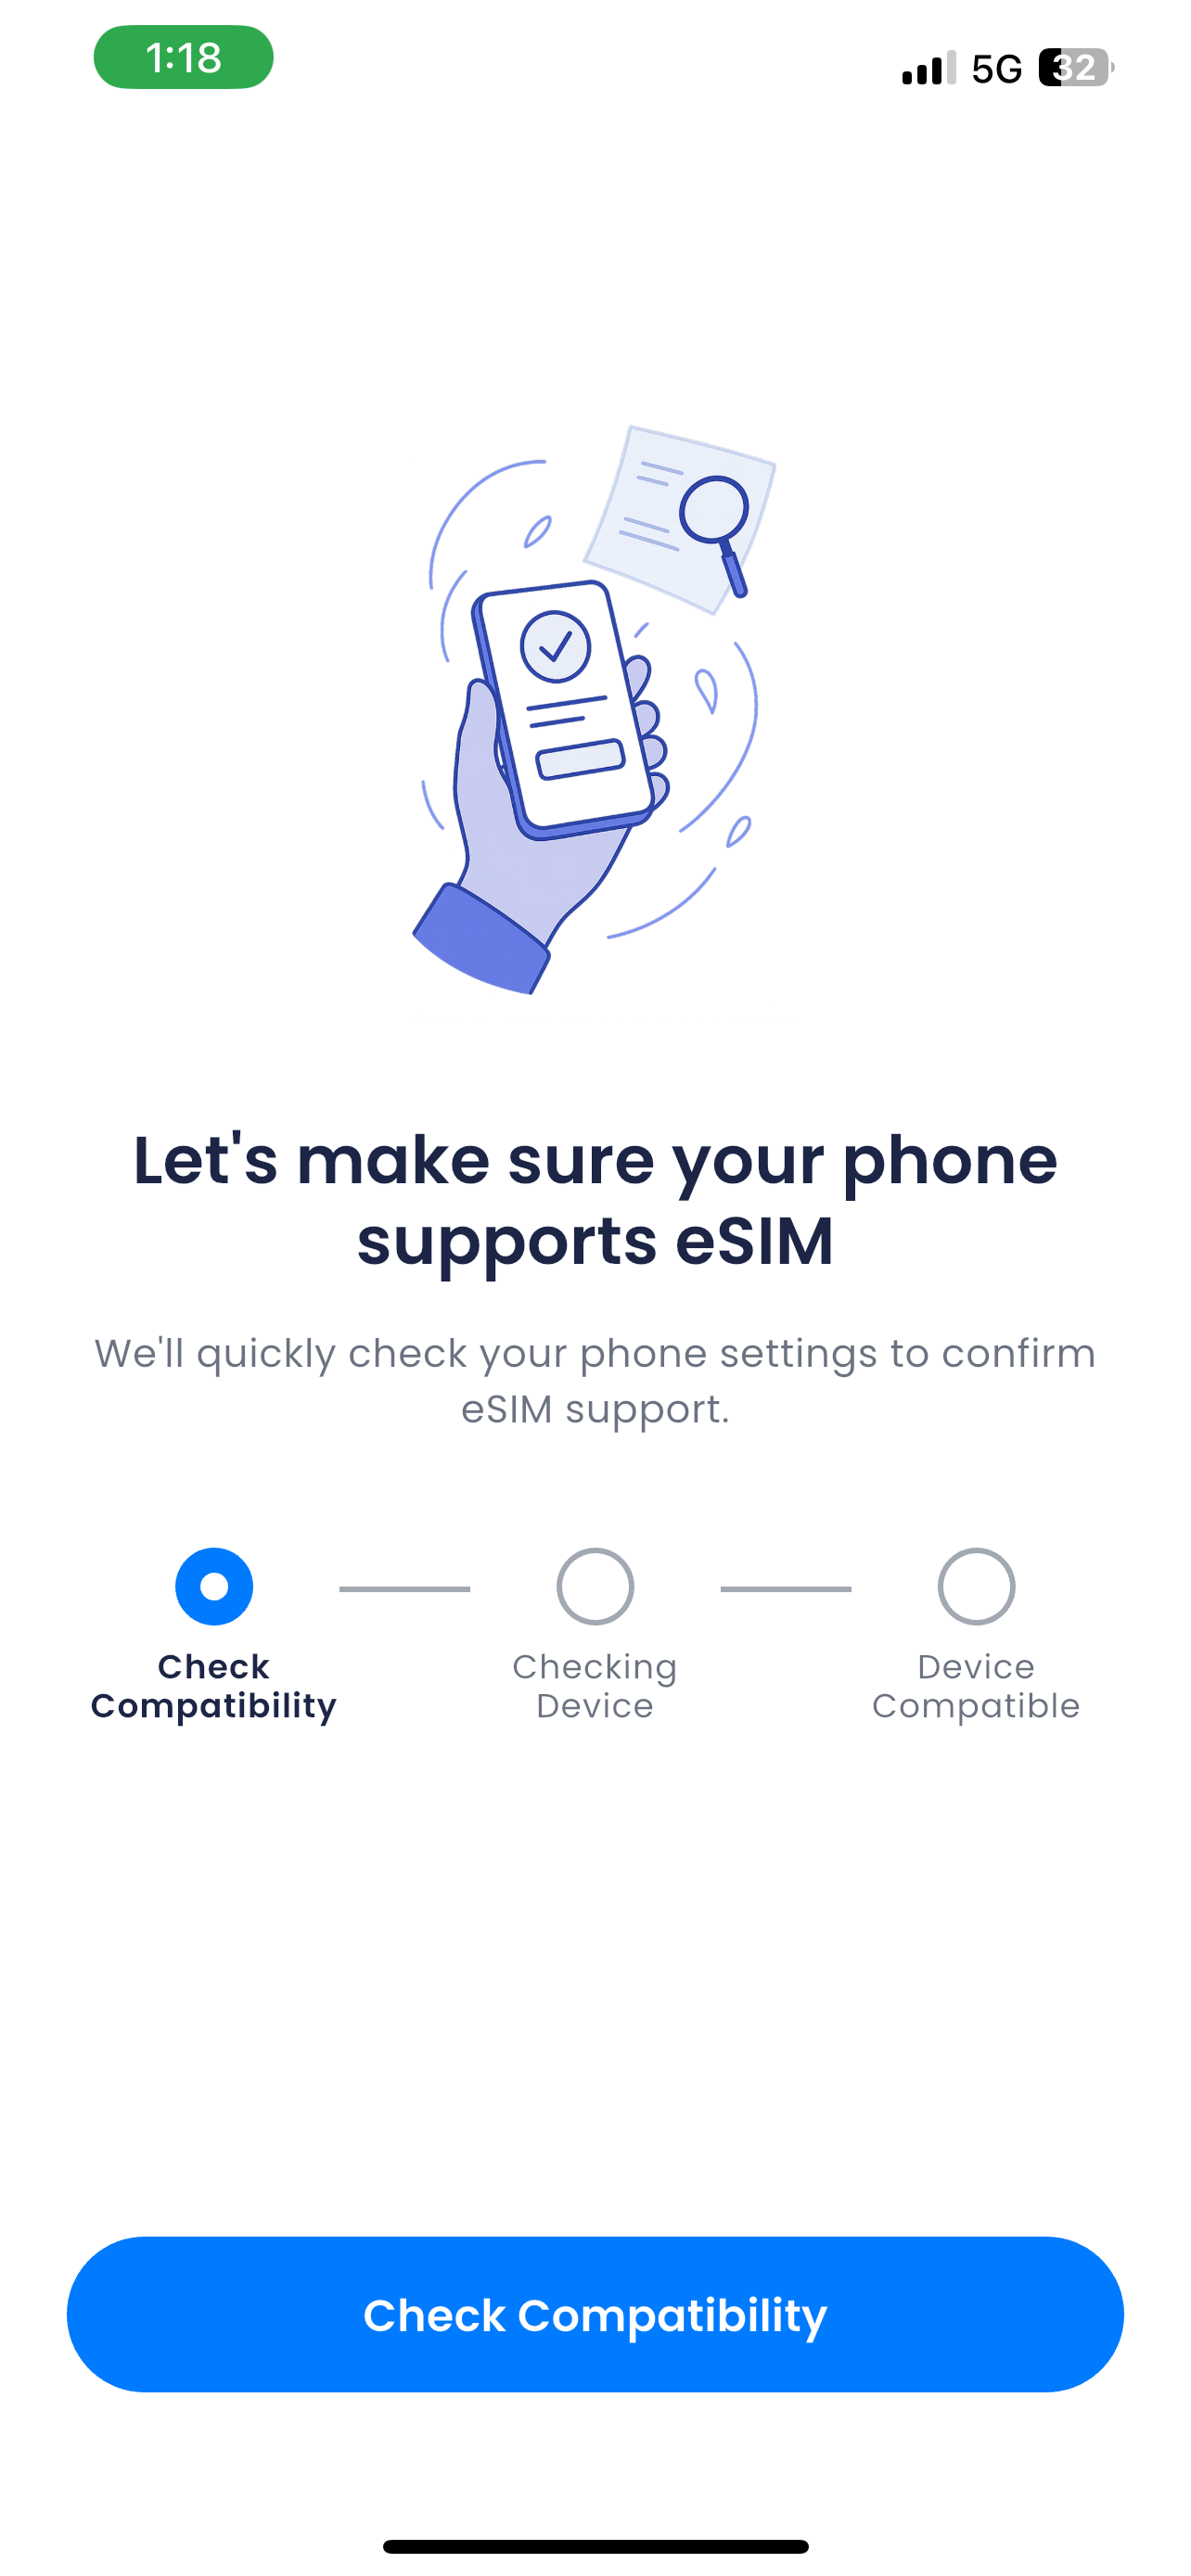 1:18
5G 32
Let's make sure your phone
supports eSIM
We'll quickly check your phone settings to confirm
eSIM support.
Check
Compatibility
Checking
Device
Device
Compatible
Check Compatibility